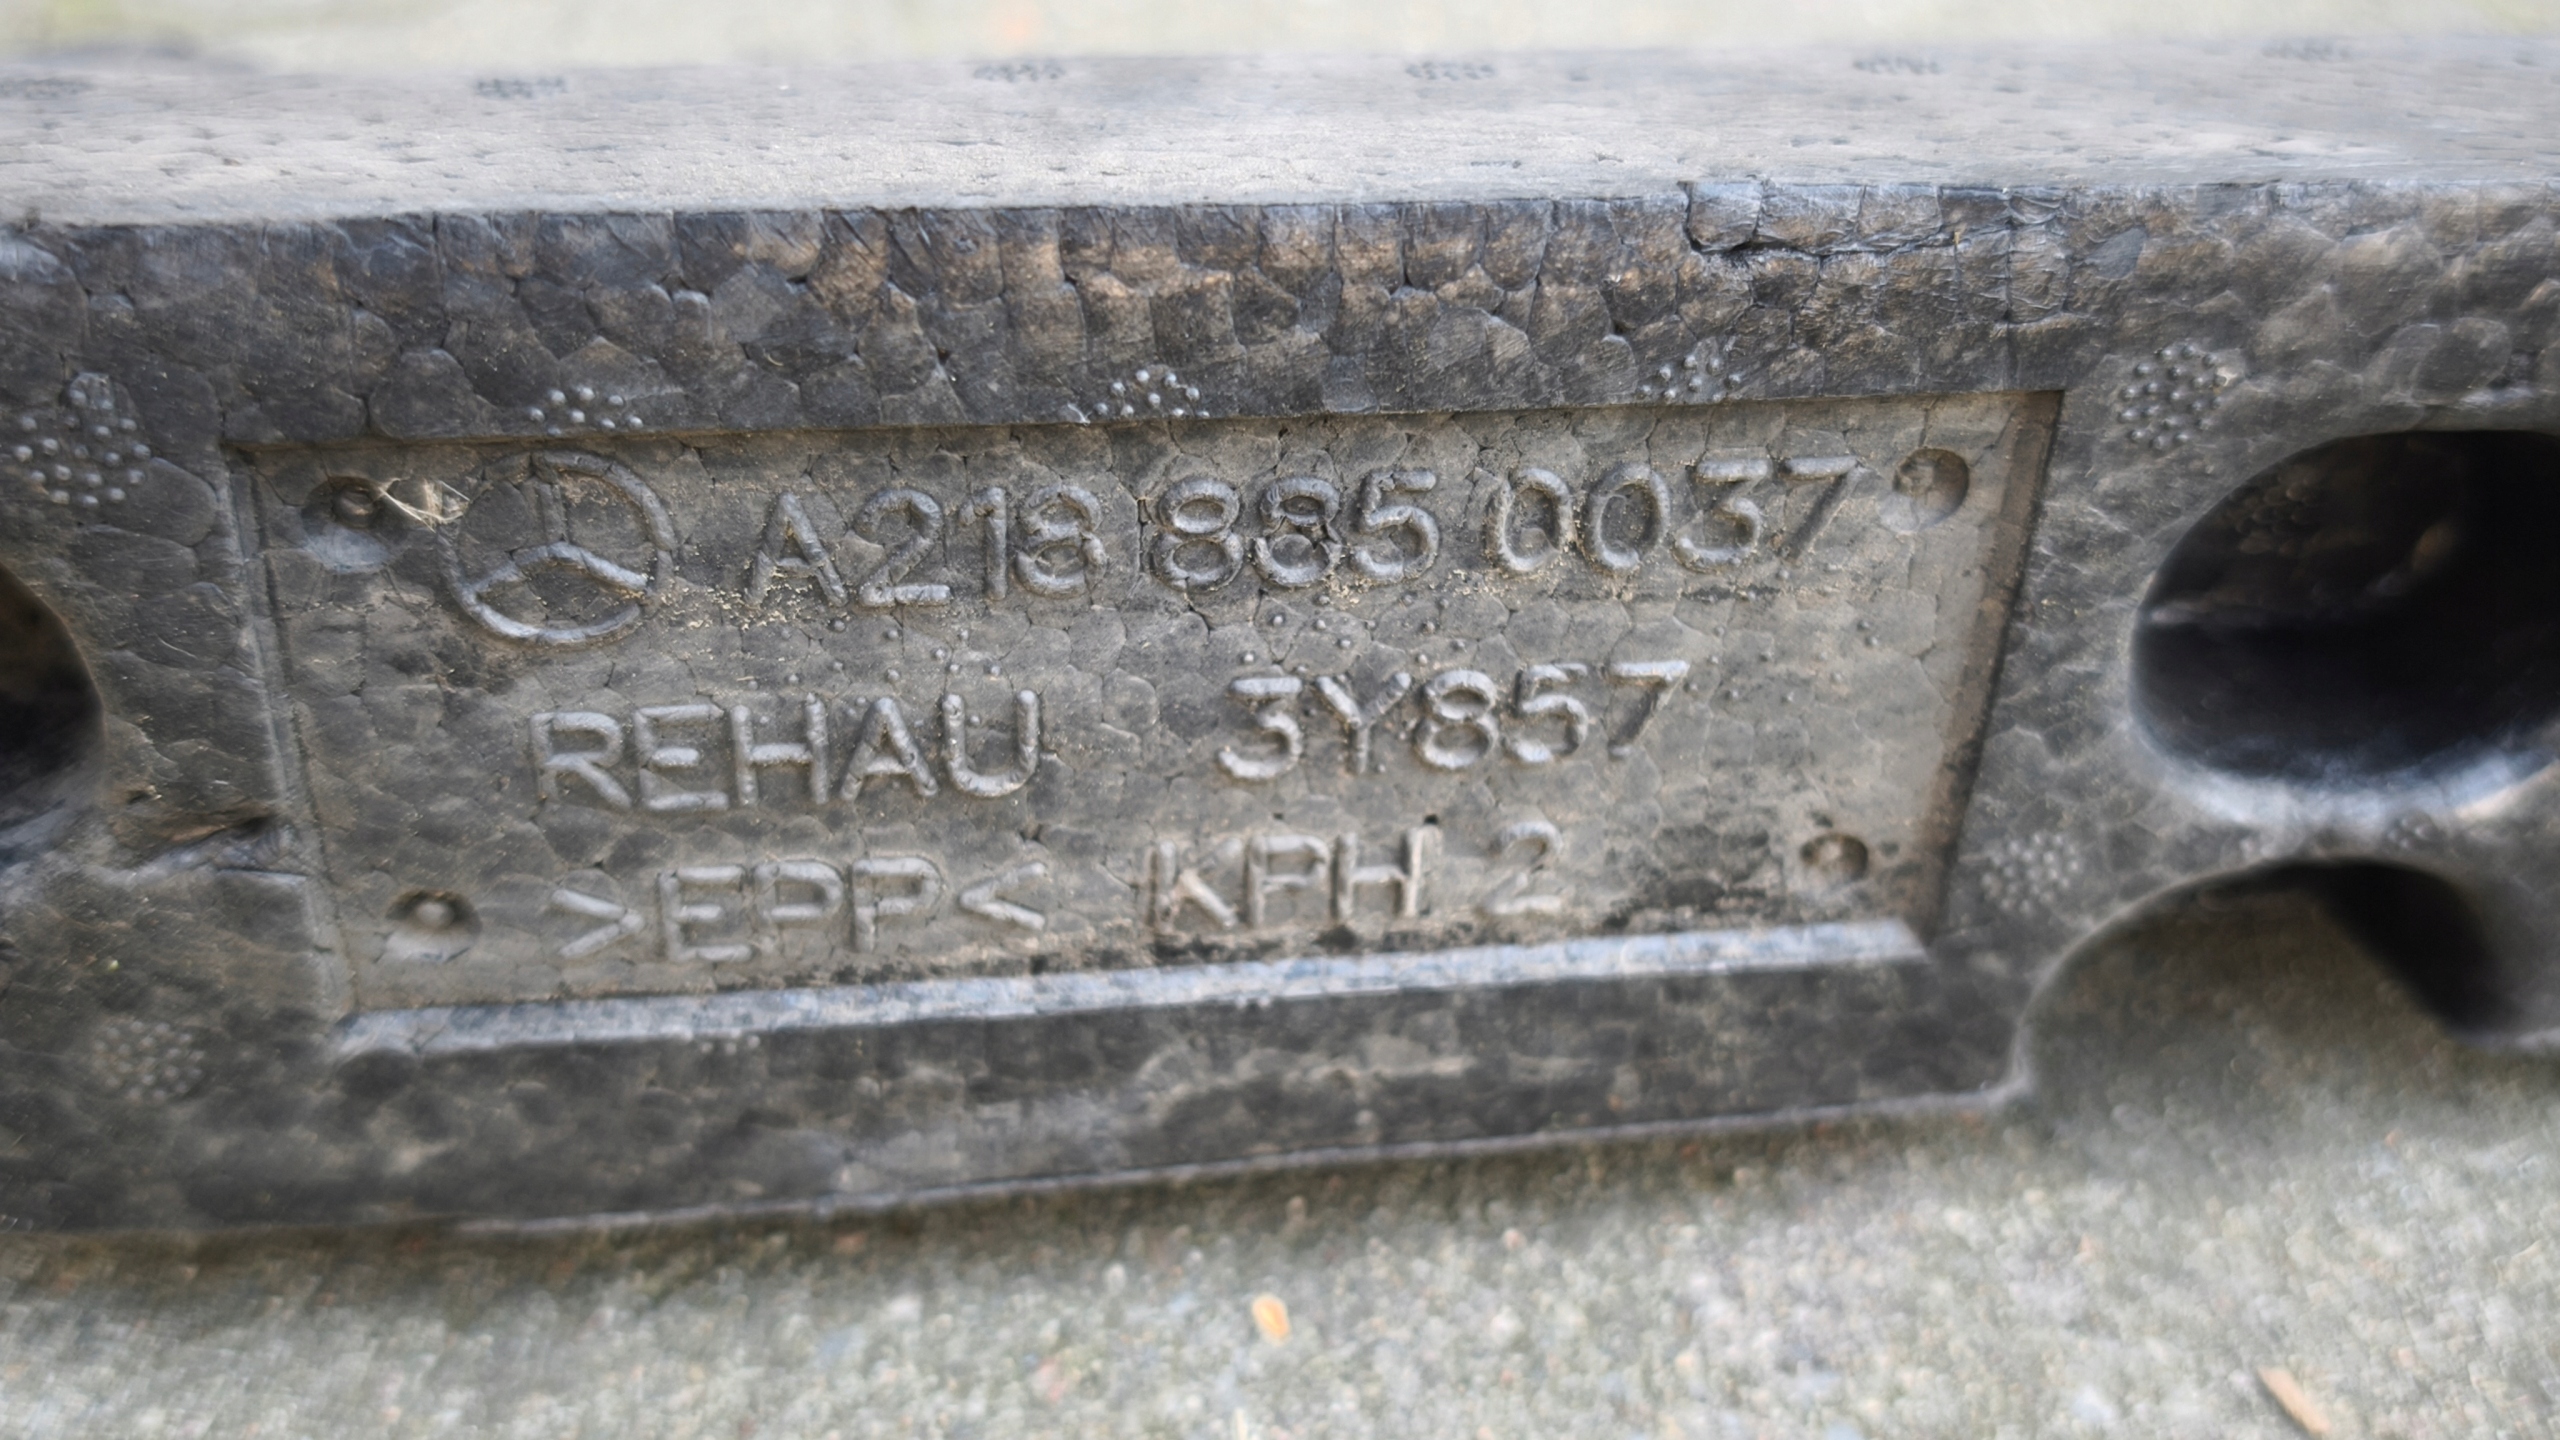 A218 885 0037
REHAU 3Y857
>EPP< KPH 2